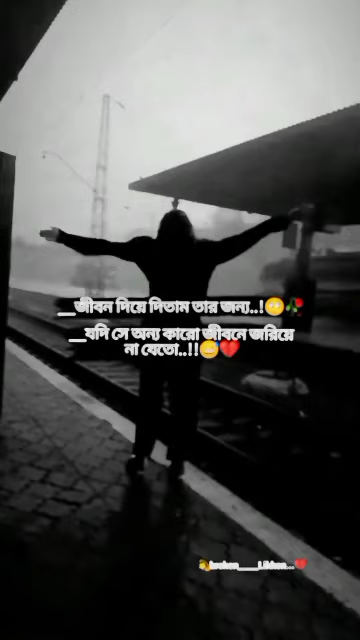 __জীবন দিয়ে দিতাম তার জন্য..!🙂🥀
__যদি সে অন্য কারো জীবনে জরিয়ে
না যেতো..!!😅💔